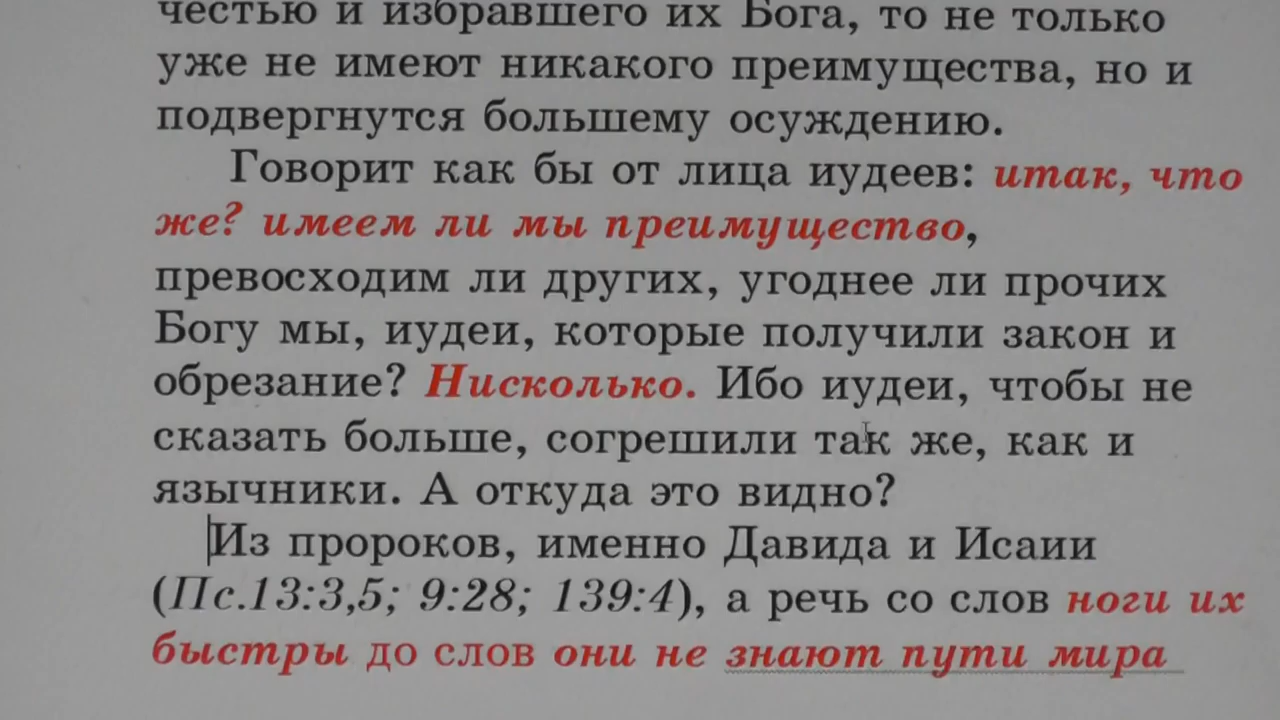 честью и избравшего их Бога, то не только
уже не имеют никакого преимущества, но и
подвергнутся большему осуждению.
Говорит как бы от лица иудеев: итак, что
же? имеем ли мы преимущество,
превосходим ли других, угоднее ли прочих
Богу мы, иудеи, которые получили закон и
обрезание? Нисколько. Ибо иудеи, чтобы не
сказать больше, согрешили так же, как и
язычники. А откуда это видно?
Из пророков, именно Давида и Исаии
(Пс.13:3,5; 9:28; 139:4), а речь со слов ноги их
быстры до слов они не знают пути мира